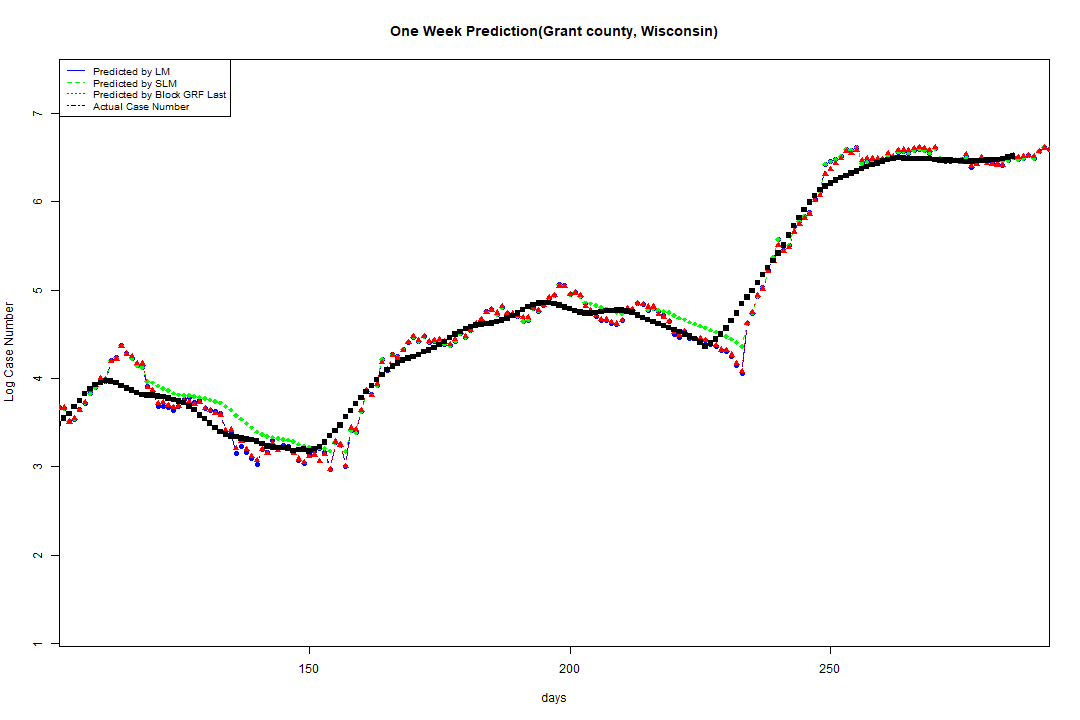 One Week Prediction(Grant county, Wisconsin)
Predicted by LM
Predicted by SLM
Predicted by Block GRF Last
Actual Case Number
7
6
5
4
3
2
1
Log Case Number
150
200
250
days